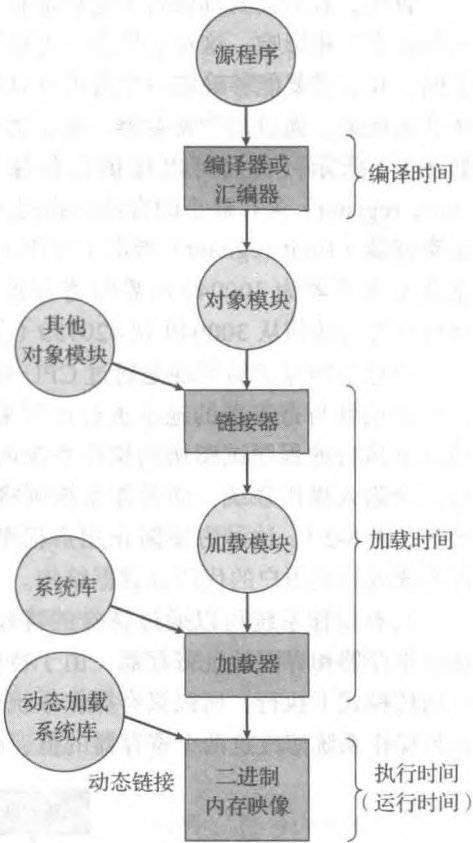 源程序
编译器或
汇编器
编译时间
对象模块
其他
对象模块
链接器
加载模块
加载时间
系统库
加载器
动态加载
系统库
动态链接
二进制
内存映像
执行时间
（运行时间）